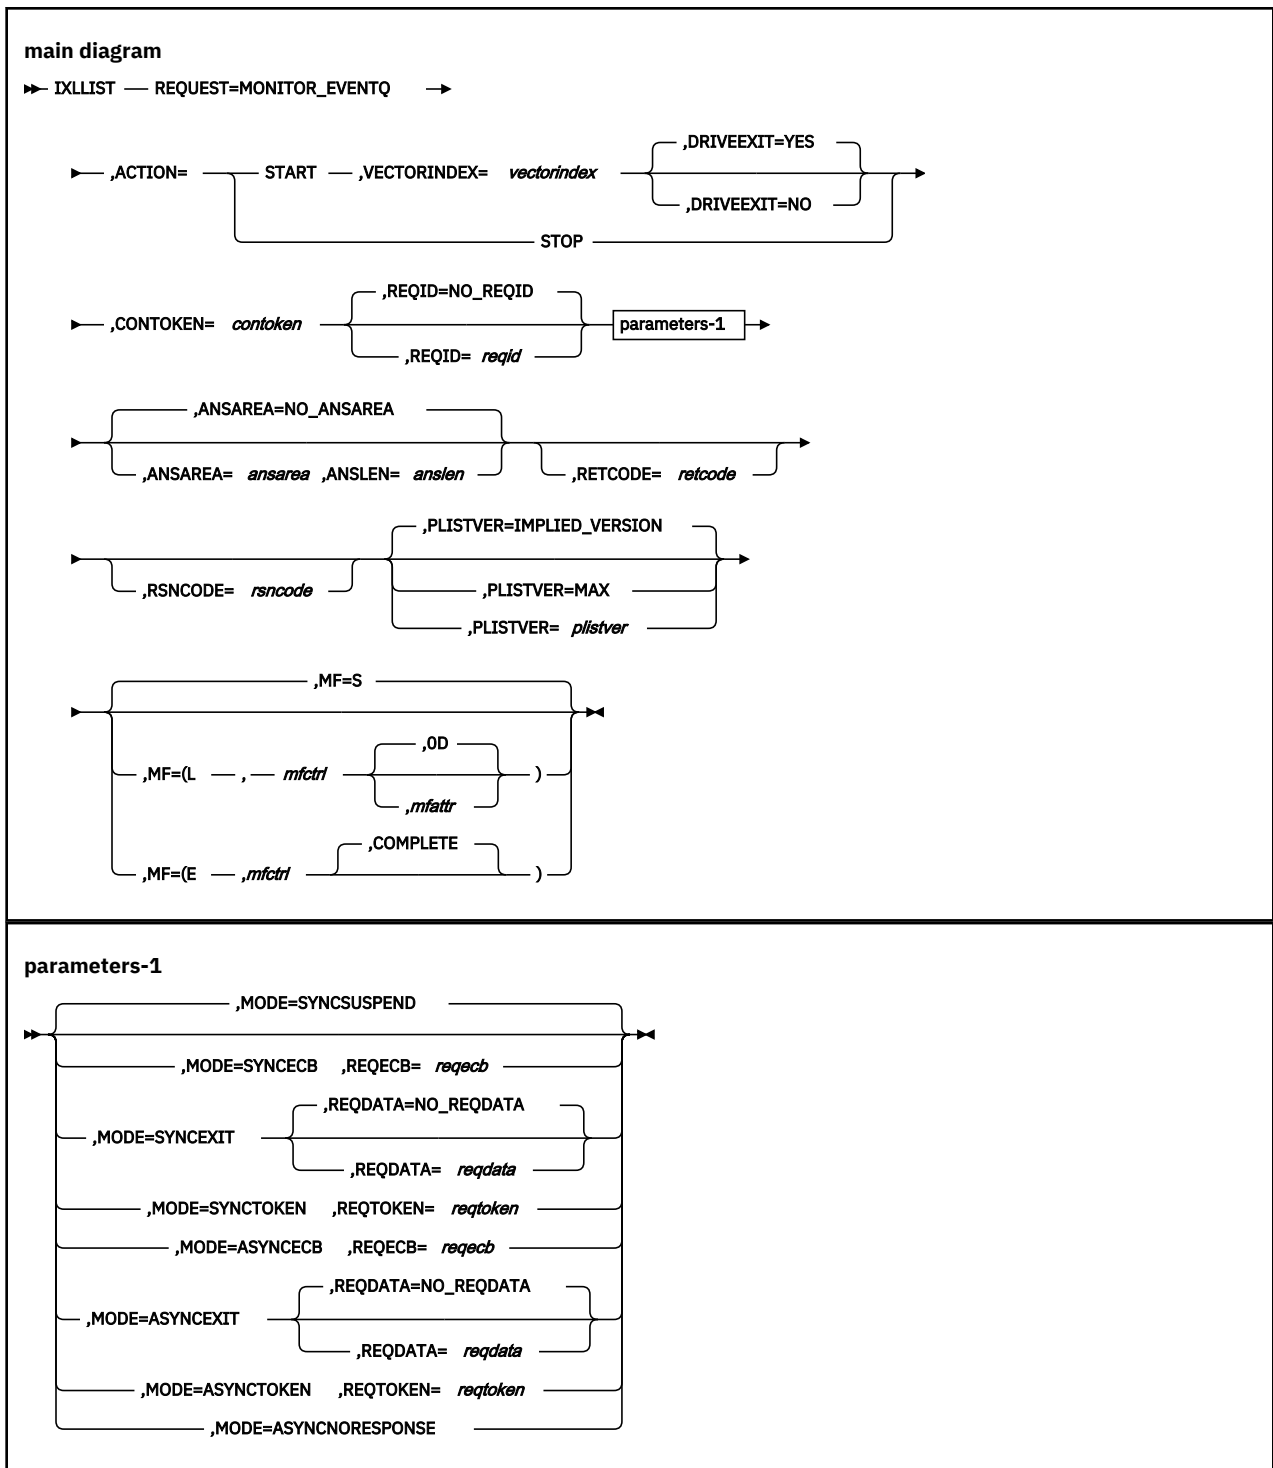 main diagram
IXLLIST REQUEST=MONITOR_EVENTQ
,DRIVEEXIT=YES
,ACTION= START ,VECTORINDEX= vectorindex
,DRIVEEXIT=NO
STOP
,REQID=NO_REQID
,CONTOKEN= contoken parameters-1
,REQID= reqid
,ANSAREA=NO_ANSAREA
,ANSAREA= ansarea ,ANSLEN= anslen ,RETCODE= retcode
,PLISTVER=IMPLIED_VERSION
,RSNCODE= rsncode ,PLISTVER=MAX
,PLISTVER= plistver
,MF=S
,0D
,MF=(L , mfctrl )
,mfattr
,COMPLETE
,MF=(E ,mfctrl )
parameters-1
,MODE=SYNCSUSPEND
,MODE=SYNCECB ,REQECB= reqecb
,REQDATA=NO_REQDATA
,MODE=SYNCEXIT
,REQDATA= reqdata
,MODE=SYNCTOKEN ,REQTOKEN= reqtoken
,MODE=ASYNCECB ,REQECB= reqecb
,REQDATA=NO_REQDATA
,MODE=ASYNCEXIT
,REQDATA= reqdata
,MODE=ASYNCTOKEN ,REQTOKEN= reqtoken
,MODE=ASYNCNORESPONSE